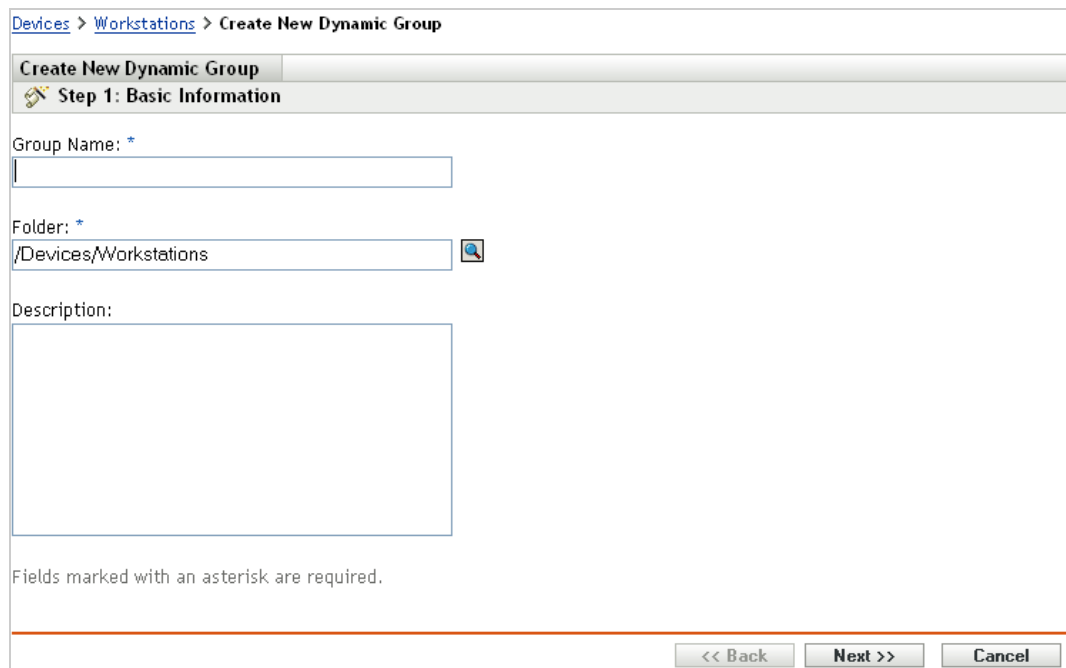 Devices > Workstations > Create New Dynamic Group
Create New Dynamic Group
Step 1: Basic Information
Group Name: *
Folder: *
/Devices/Workstations
Description:
Fields marked with an asterisk are required.
<< Back Next >> Cancel